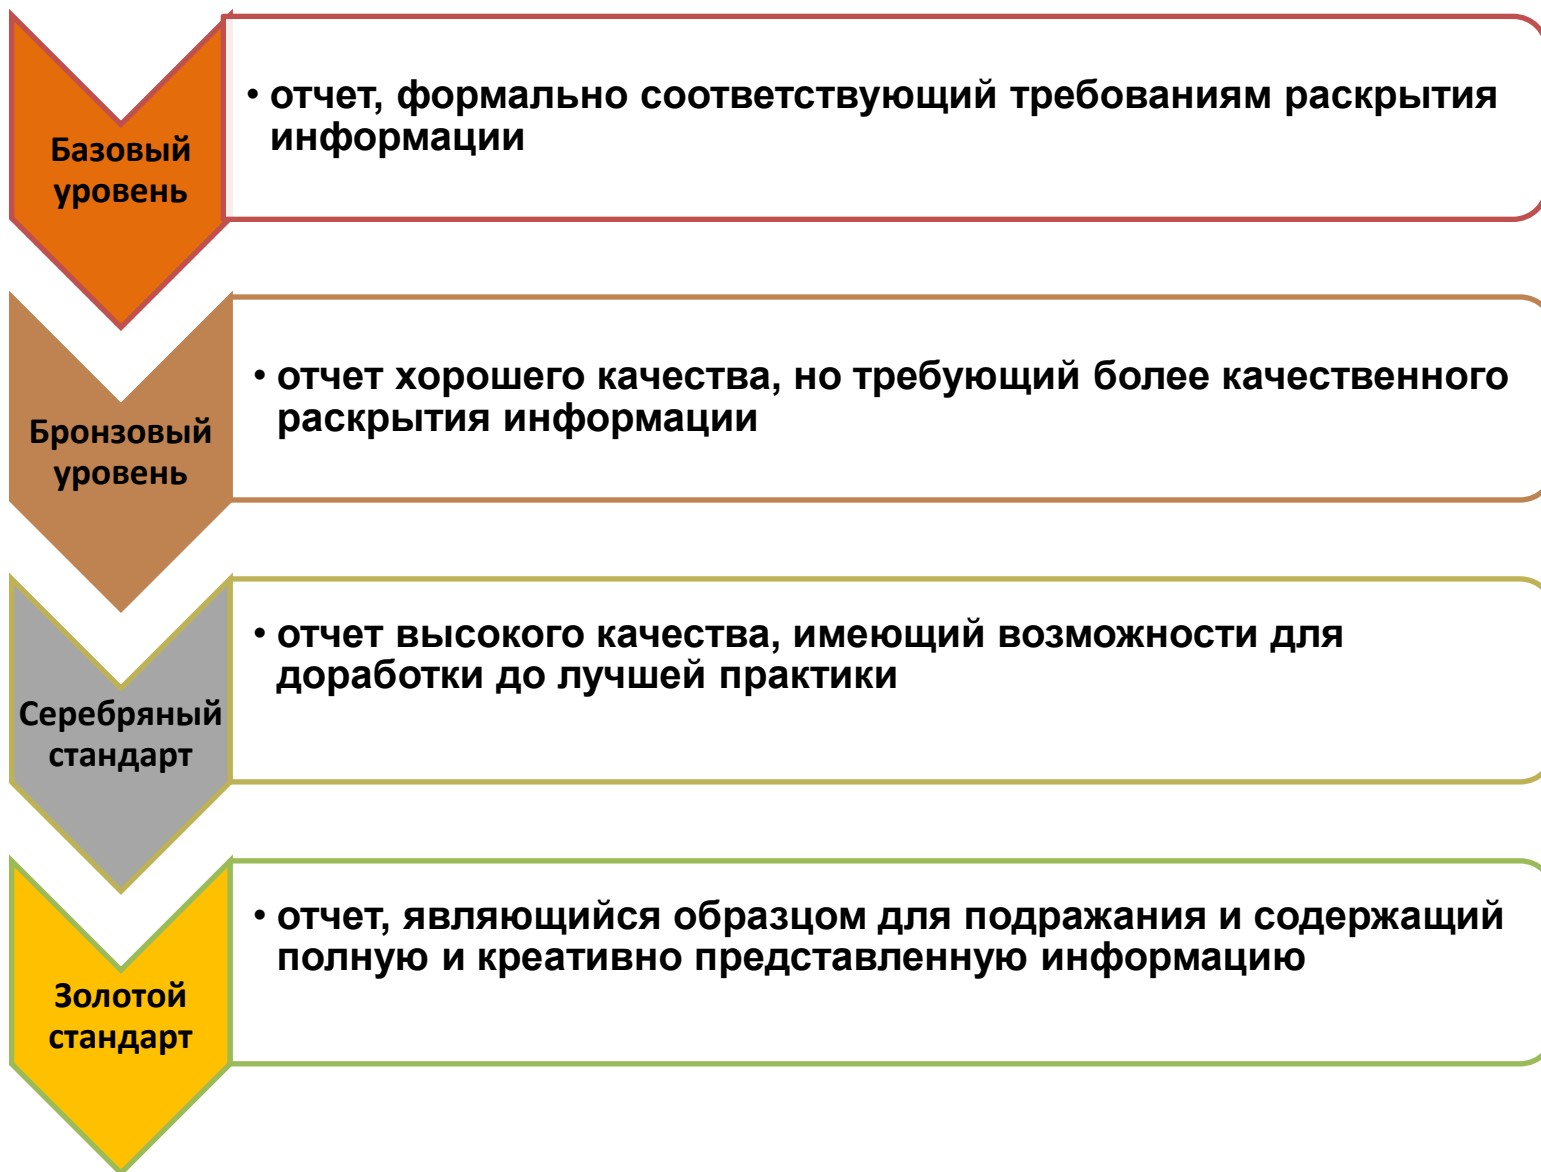 Базовый
уровень
• отчет, формально соответствующий требованиям раскрытия
информации
Бронзовый
уровень
• отчет хорошего качества, но требующий более качественного
раскрытия информации
Серебряный
стандарт
• отчет высокого качества, имеющий возможности для
доработки до лучшей практики
Золотой
стандарт
• отчет, являющийся образцом для подражания и содержащий
полную и креативно представленную информацию